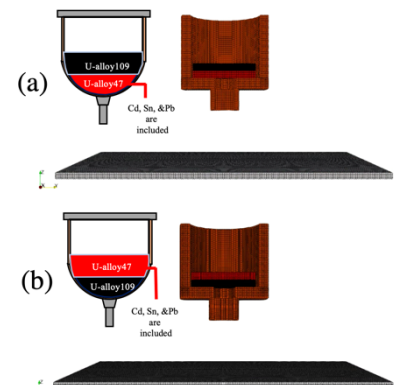 (a)
U-alloy109
U-alloy47
Cd, Sn, &Pb
are
included
(b)
U-alloy47
U-alloy109
Cd, Sn, &Pb
are
included